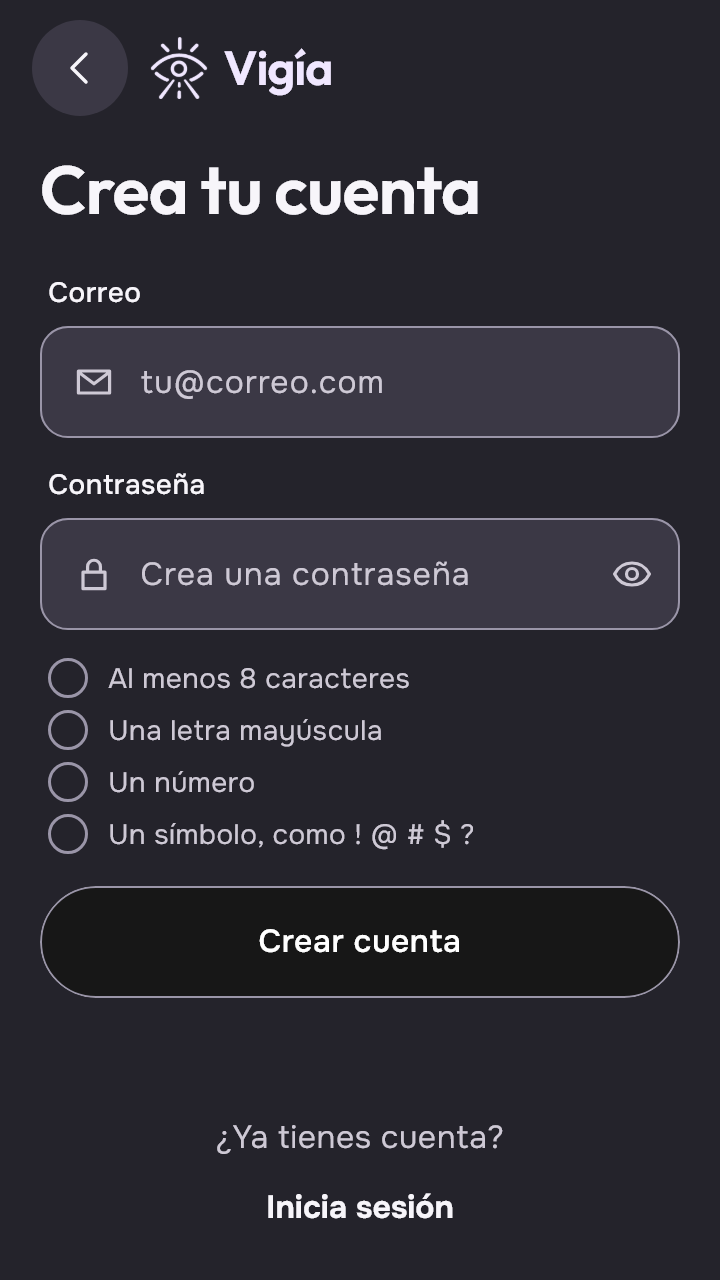 Vigía
Crea tu cuenta
Correo
tu@correo.com
Contraseña
Crea una contraseña
Al menos 8 caracteres
Una letra mayúscula
Un número
Un símbolo, como ! @ # $ ?
Crear cuenta
¿Ya tienes cuenta?
Inicia sesión